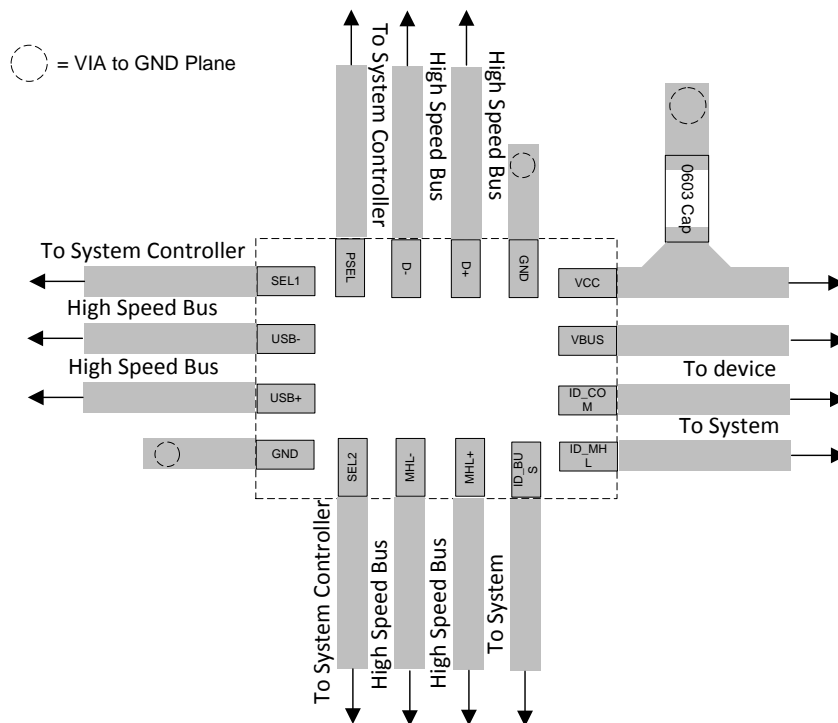 = VIA to GND Plane
To System Controller
High Speed Bus
High Speed Bus
0603 Cap
PSEL
D-
D+
GND
To System Controller
SEL1
VCC
High Speed Bus
USB-
VBUS
High Speed Bus
USB+
To device
ID_CO
M
To System
GND
ID_MH
L
SEL2
MHL-
MHL+
ID_BU
S
To System Controller
High Speed Bus
High Speed Bus
To System